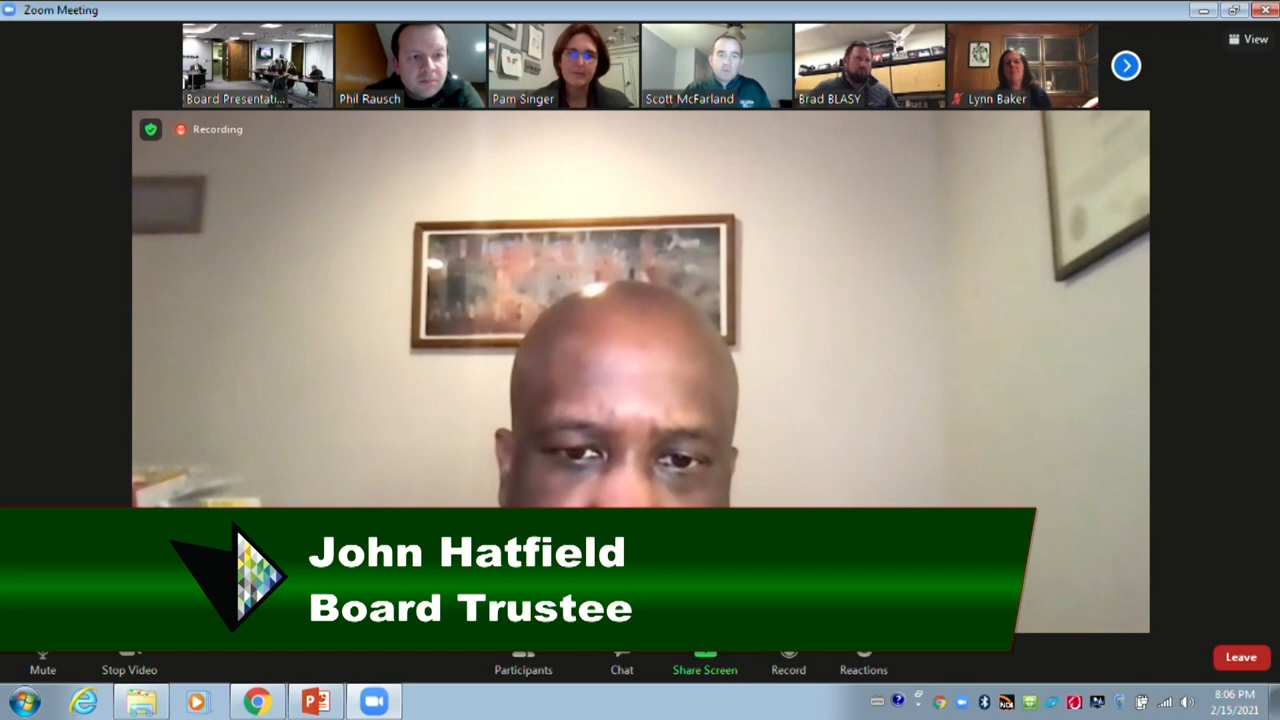 Zoom Meeting
View
Board Presentati...
Phil Rausch
Pam Singer
Scott McFarland
Brad BLASY
Lynn Baker
Recording
John Hatfield
Board Trustee
Mute
Stop Video
Participants
Chat
Share Screen
Record
Reactions
Leave
8:06 PM
2/15/2021